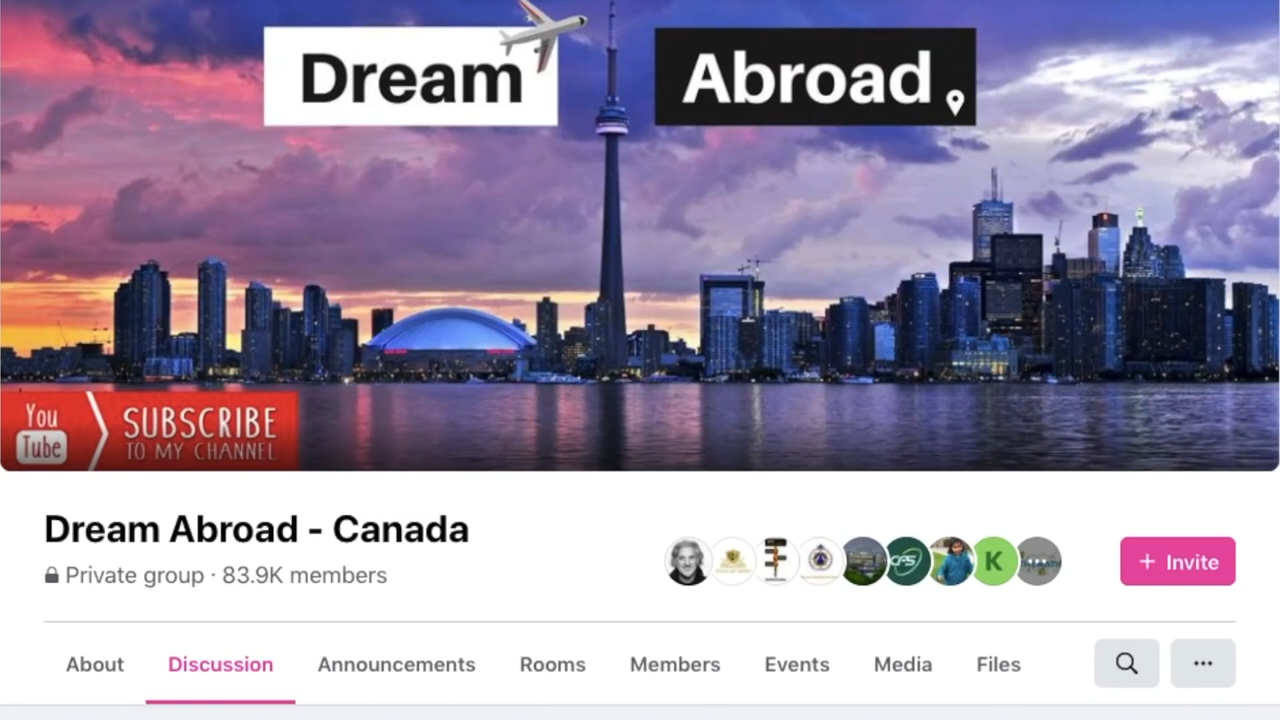 Dream
Abroad
You
Tube
SUBSCRIBE
TO MY CHANNEL
Dream Abroad - Canada
Private group · 83.9K members
CPS
K
+ Invite
About
Discussion
Announcements
Rooms
Members
Events
Media
Files